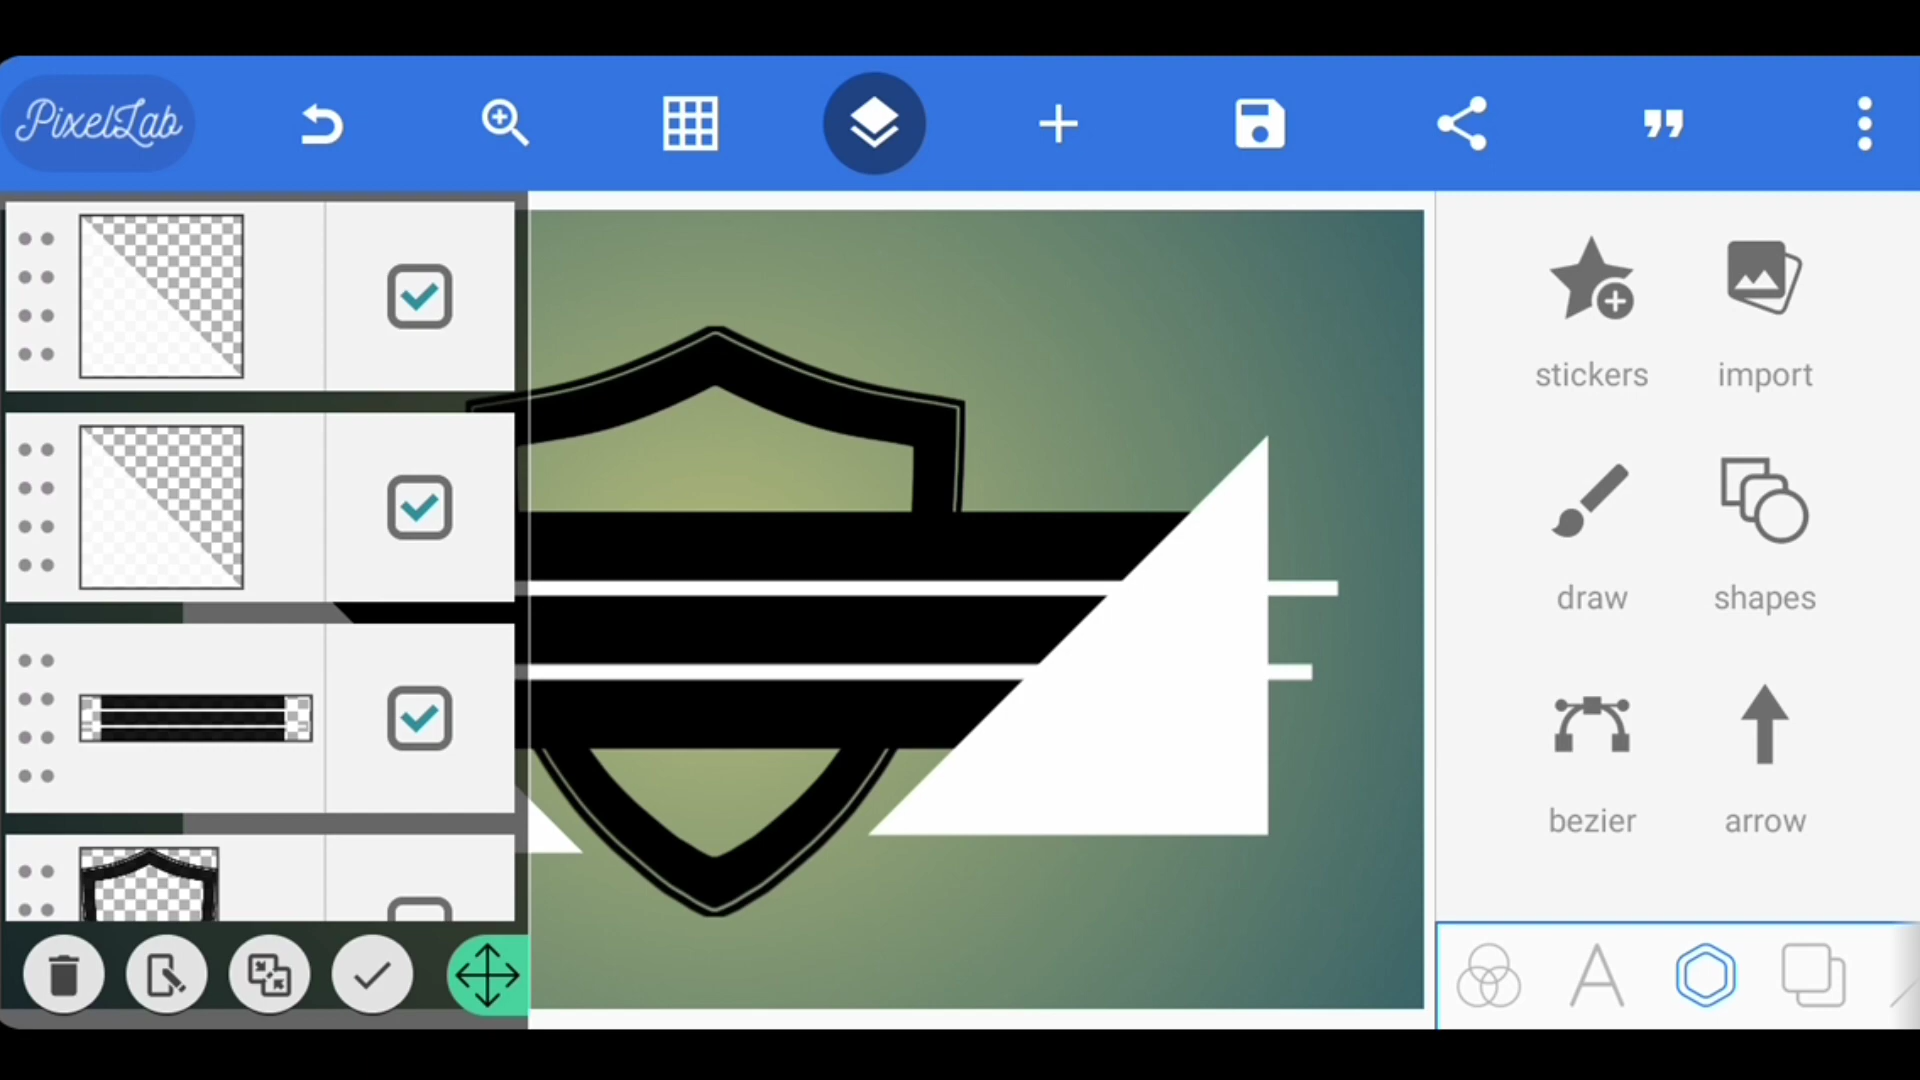 PixelLab
stickers
import
draw
shapes
bezier
arrow